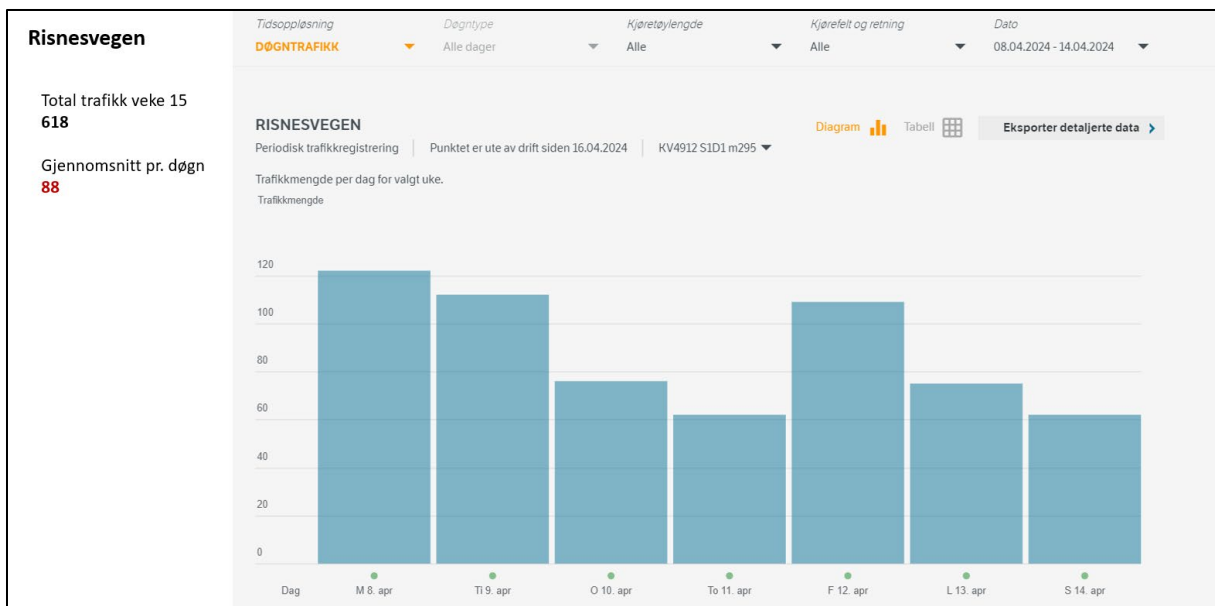 Risnesvegen
Total trafikk veke 15
618
Gjennomsnitt pr. døgn
88
Tidsoppløsning Døgntype Kjøretøylengde Kjørefelt og retning Dato
DØGNTRAFIKK Alle dager Alle Alle 08.04.2024 - 14.04.2024
RISNESVEGEN
Diagram Tabell Eksporter detaljerte data
Periodisk trafikkregistrering Punktet er ute av drift siden 16.04.2024 KV4912 S1D1 m295
Trafikkmengde per dag for valgt uke.
Trafikkmengde
120
100
80
60
40
20
0
Dag M 8. apr Ti 9. apr O 10. apr To 11. apr F 12. apr L 13. apr S 14. apr